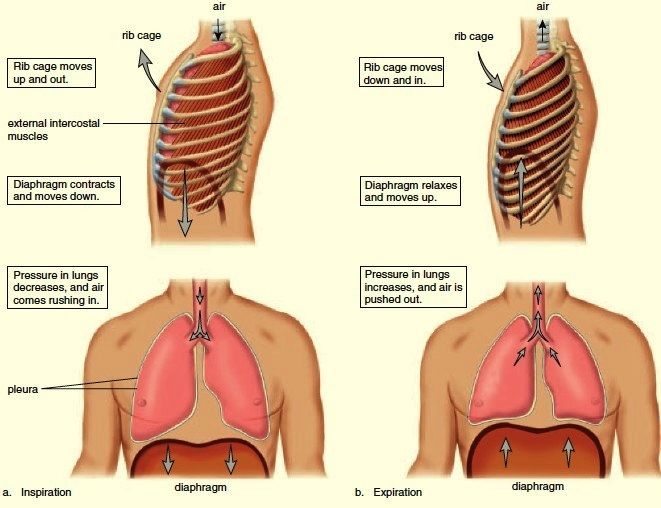 air
rib cage
Rib cage moves
up and out.
external intercostal
muscles
Diaphragm contracts
and moves down.
Pressure in lungs
decreases, and air
comes rushing in.
pleura
diaphragm
a. Inspiration
air
rib cage
Rib cage moves
down and in.
Diaphragm relaxes
and moves up.
Pressure in lungs
increases, and air is
pushed out.
diaphragm
b. Expiration